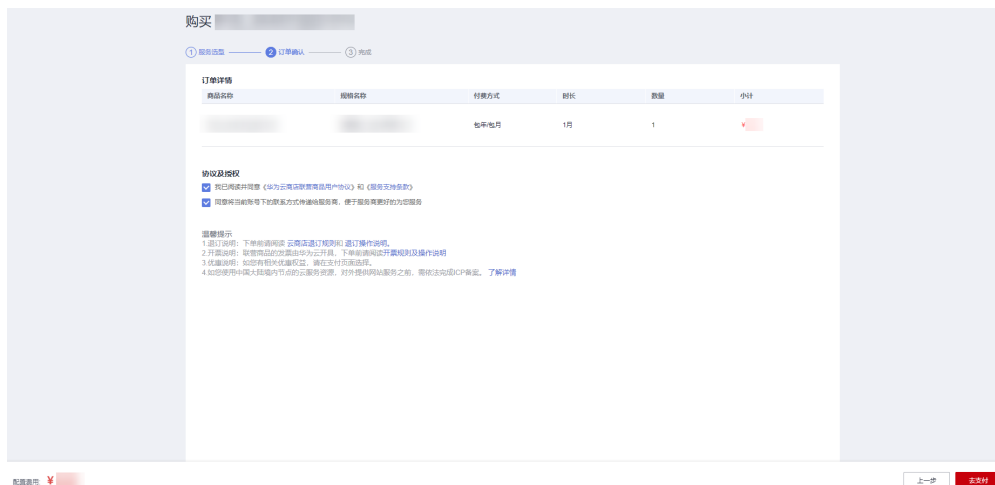 购买
1 服务选型 2 订单确认 3 完成
订单详情
商品名称 规格名称 付费方式 时长 数量 小计
包年/包月 1月 1 ¥
协议及授权
我已阅读并同意《华为云商店联营商品用户协议》和《服务支持条款》
同意将当前账号下的联系方式传递给服务商，便于服务商更好的为您服务
温馨提示
1.退订说明：下单前请阅读 云商店退订规则和 退订操作说明。
2.开票说明：联营商品的发票由华为云开具，下单前请阅读开票规则及操作说明
3.优惠说明：如您有相关优惠权益，请在支付页面选择。
4.如您使用中国大陆境内节点的云服务资源，对外提供网站服务之前，需依法完成ICP备案。 了解详情
配置费用 ¥ 上一步 去支付